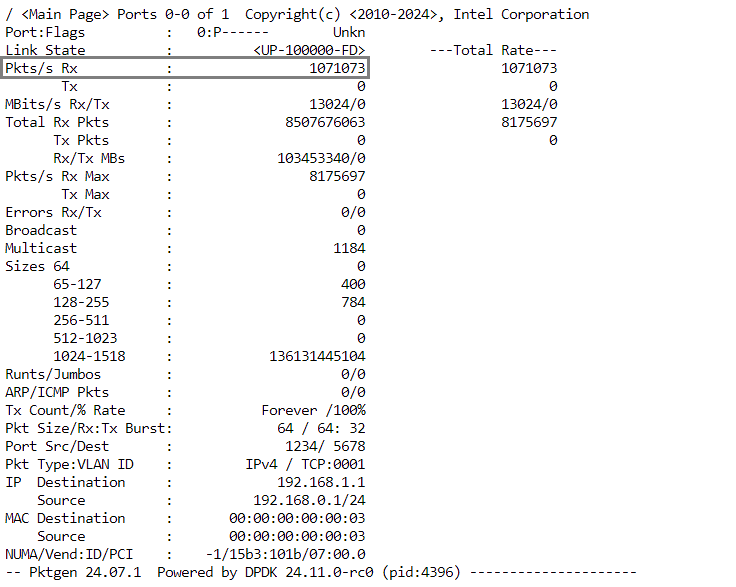 / <Main Page> Ports 0-0 of 1  Copyright(c) <2010-2024>, Intel Corporation
Port:Flags          :   0:P------        Unkn
Link State          :          <UP-100000-FD>        ---Total Rate---
Pkts/s Rx           :                 1071073                 1071073
       Tx           :                       0                       0
MBits/s Rx/Tx       :                 13024/0                 13024/0
Total Rx Pkts       :              8507676063                 8175697
      Tx Pkts       :                       0                       0
      Rx/Tx MBs     :             103453340/0
Pkts/s Rx Max       :                 8175697
       Tx Max       :                       0
Errors Rx/Tx        :                     0/0
Broadcast           :                       0
Multicast           :                    1184
Sizes 64            :                       0
      65-127        :                     400
      128-255       :                     784
      256-511       :                       0
      512-1023      :                       0
      1024-1518     :            136131445104
Runts/Jumbos        :                     0/0
ARP/ICMP Pkts       :                     0/0
Tx Count/% Rate     :           Forever /100%
Pkt Size/Rx:Tx Burst:             64 / 64: 32
Port Src/Dest       :              1234/ 5678
Pkt Type:VLAN ID    :         IPv4 / TCP:0001
IP  Destination     :             192.168.1.1
    Source          :          192.168.0.1/24
MAC Destination     :       00:00:00:00:00:03
    Source          :       00:00:00:00:00:03
NUMA/Vend:ID/PCI    :    -1/15b3:101b/07:00.0
-- Pktgen 24.07.1  Powered by DPDK 24.11.0-rc0 (pid:4396) ---------------------